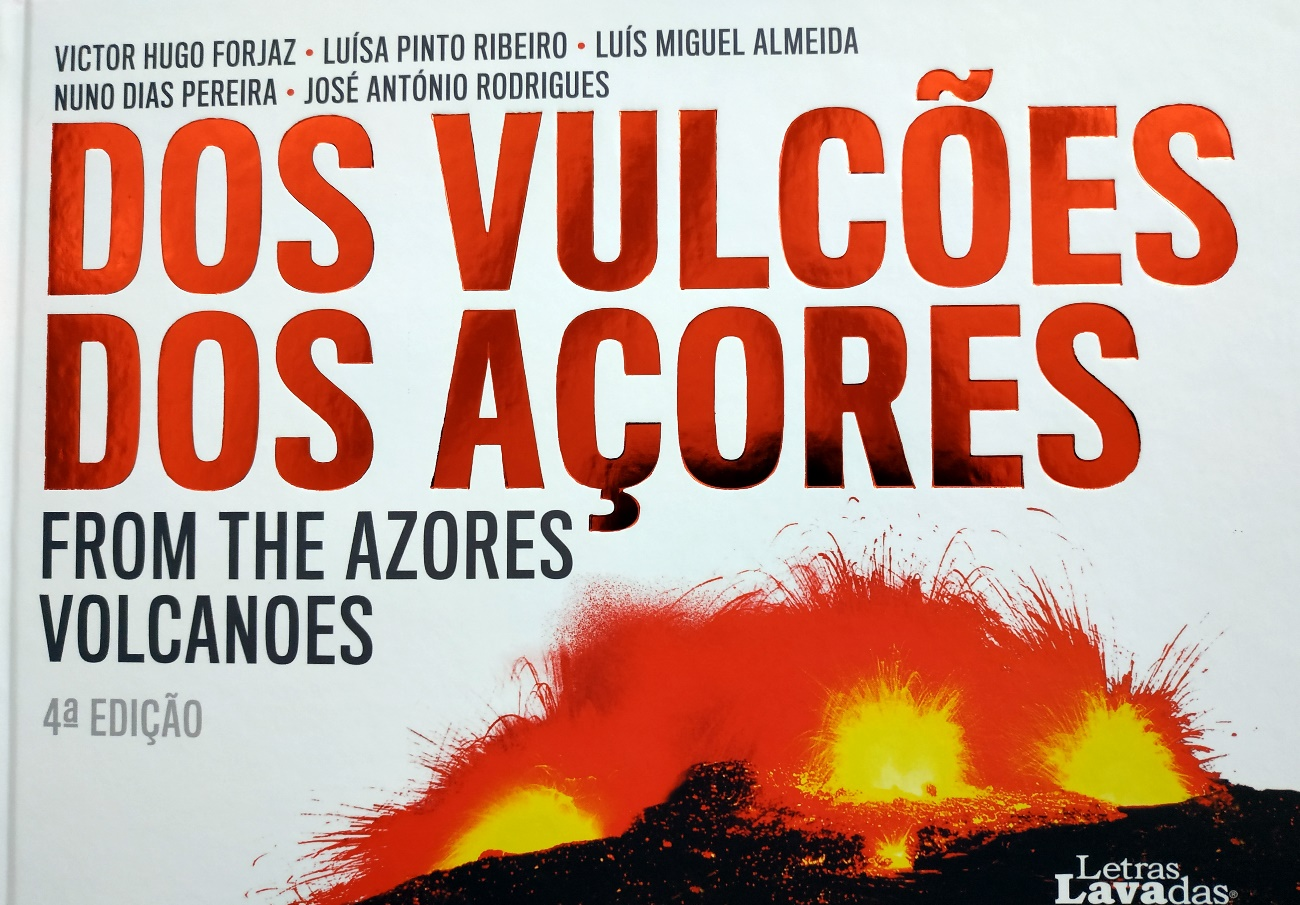 VICTOR HUGO FORJAZ • LUÍSA PINTO RIBEIRO • LUÍS MIGUEL ALMEIDA
NUNO DIAS PEREIRA • JOSÉ ANTÓNIO RODRIGUES
DOS VULCÕES
DOS AÇORES
FROM THE AZORES
VOLCANOES
4ª EDIÇÃO
Letras
Lavadas®